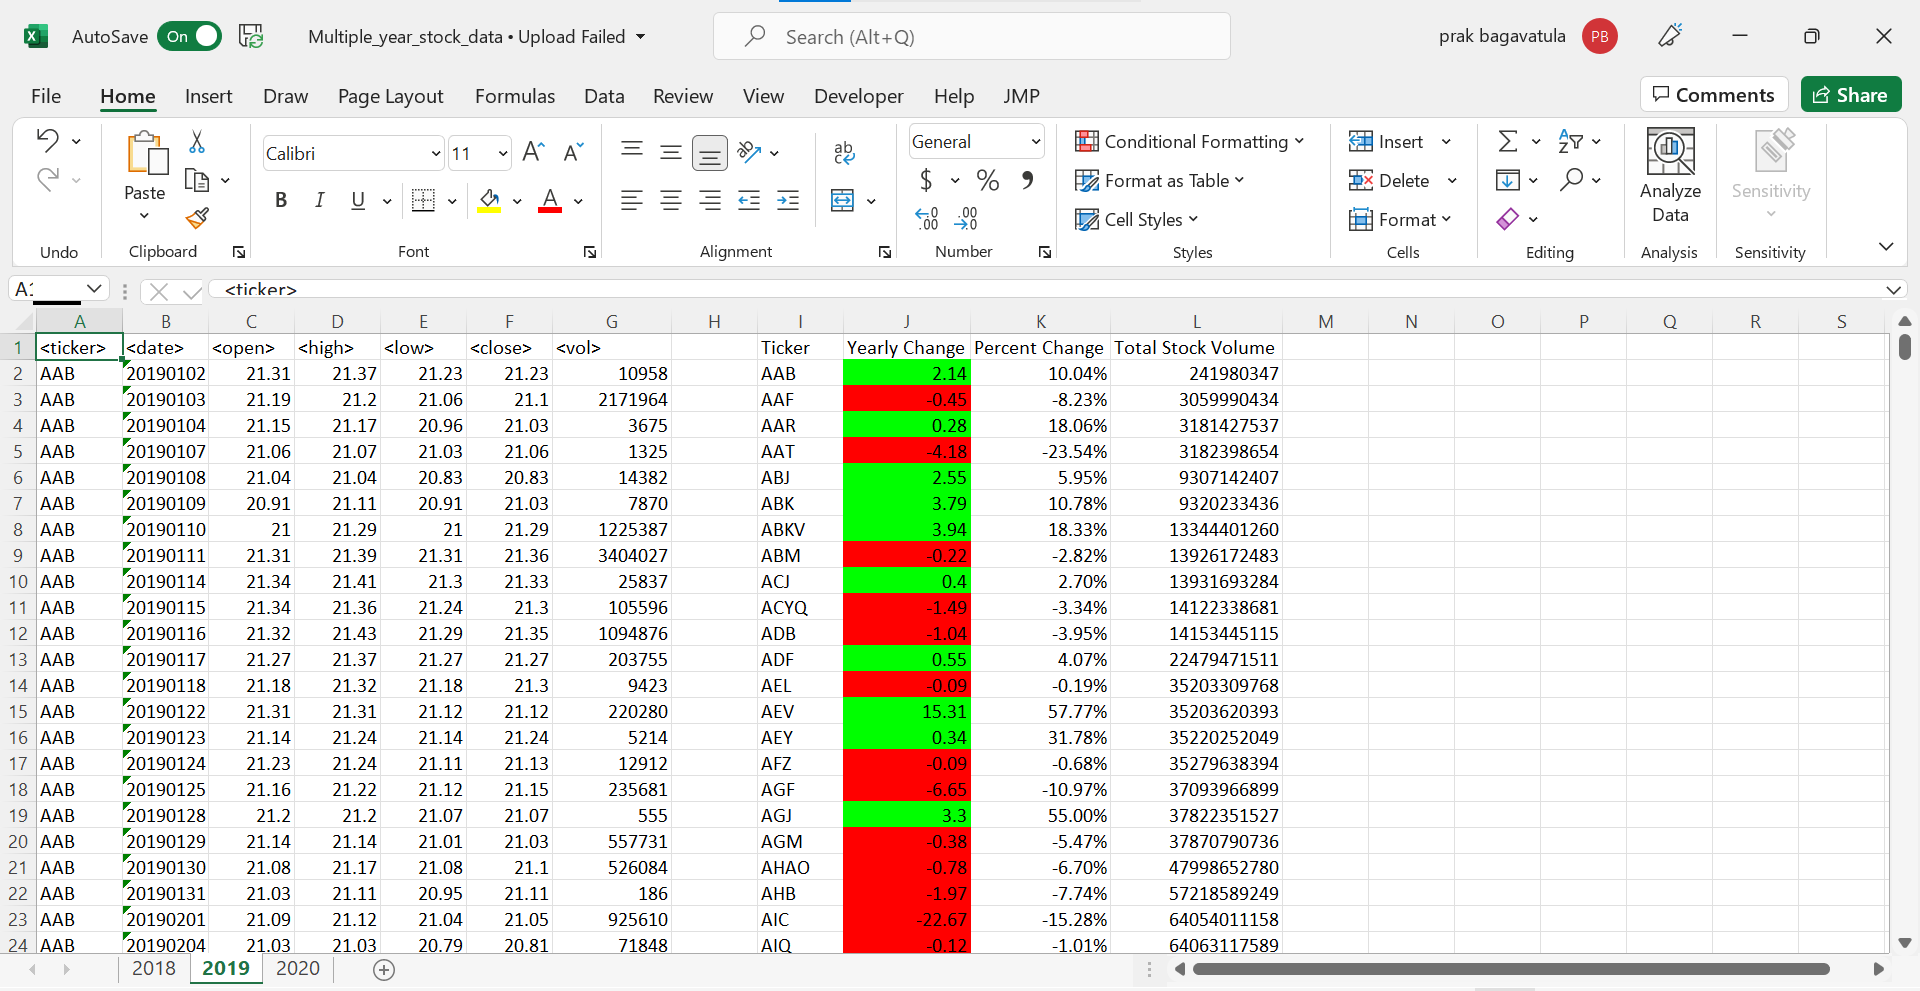 AutoSave On Multiple_year_stock_data • Upload Failed Search (Alt+Q) prak bagavatula PB
File Home Insert Draw Page Layout Formulas Data Review View Developer Help JMP Comments Share
Calibri 11 General Conditional Formatting Insert
Paste Format as Table Delete Analyze Data Sensitivity
B I U Cell Styles Format
Undo Clipboard Font Alignment Number Styles Cells Editing Analysis Sensitivity
<ticker>
A B C D E F G H I J K L M N O P Q R S
1 <ticker> <date> <open> <high> <low> <close> <vol> Ticker Yearly Change Percent Change Total Stock Volume
2 AAB 20190102 21.31 21.37 21.23 21.23 10958 AAB 2.14 10.04% 241980347
3 AAB 20190103 21.19 21.2 21.06 21.1 2171964 AAF -0.45 -8.23% 3059990434
4 AAB 20190104 21.15 21.17 20.96 21.03 3675 AAR 0.28 18.06% 3181427537
5 AAB 20190107 21.06 21.07 21.03 21.06 1325 AAT -4.18 -23.54% 3182398654
6 AAB 20190108 21.04 21.04 20.83 20.83 14382 ABJ 2.55 5.95% 9307142407
7 AAB 20190109 20.91 21.11 20.91 21.03 7870 ABK 3.79 10.78% 9320233436
8 AAB 20190110 21 21.29 21 21.29 1225387 ABKV 3.94 18.33% 13344401260
9 AAB 20190111 21.31 21.39 21.31 21.36 3404027 ABM -0.22 -2.82% 13926172483
10 AAB 20190114 21.34 21.41 21.3 21.33 25837 ACJ 0.4 2.70% 13931693284
11 AAB 20190115 21.34 21.36 21.24 21.3 105596 ACYQ -1.49 -3.34% 14122338681
12 AAB 20190116 21.32 21.43 21.29 21.35 1094876 ADB -1.04 -3.95% 14153445115
13 AAB 20190117 21.27 21.37 21.27 21.27 203755 ADF 0.55 4.07% 22479471511
14 AAB 20190118 21.18 21.32 21.18 21.3 9423 AEL -0.09 -0.19% 35203309768
15 AAB 20190122 21.31 21.31 21.12 21.12 220280 AEV 15.31 57.77% 35203620393
16 AAB 20190123 21.14 21.24 21.14 21.24 5214 AEY 0.34 31.78% 35220252049
17 AAB 20190124 21.23 21.24 21.11 21.13 12912 AFZ -0.09 -0.68% 35279638394
18 AAB 20190125 21.16 21.22 21.12 21.15 235681 AGF -6.65 -10.97% 37093966899
19 AAB 20190128 21.2 21.2 21.07 21.07 555 AGJ 3.3 55.00% 37822351527
20 AAB 20190129 21.14 21.14 21.01 21.03 557731 AGM -0.38 -5.47% 37870790736
21 AAB 20190130 21.08 21.17 21.08 21.1 526084 AHAO -0.78 -6.70% 47998652780
22 AAB 20190131 21.03 21.11 20.95 21.11 186 AHB -1.97 -7.74% 57218589249
23 AAB 20190201 21.09 21.12 21.04 21.05 925610 AIC -22.67 -15.28% 64054011158
24 AAB 20190204 21.03 21.03 20.79 20.81 71848 AIQ -0.12 -1.01% 64063117589
2018 2019 2020